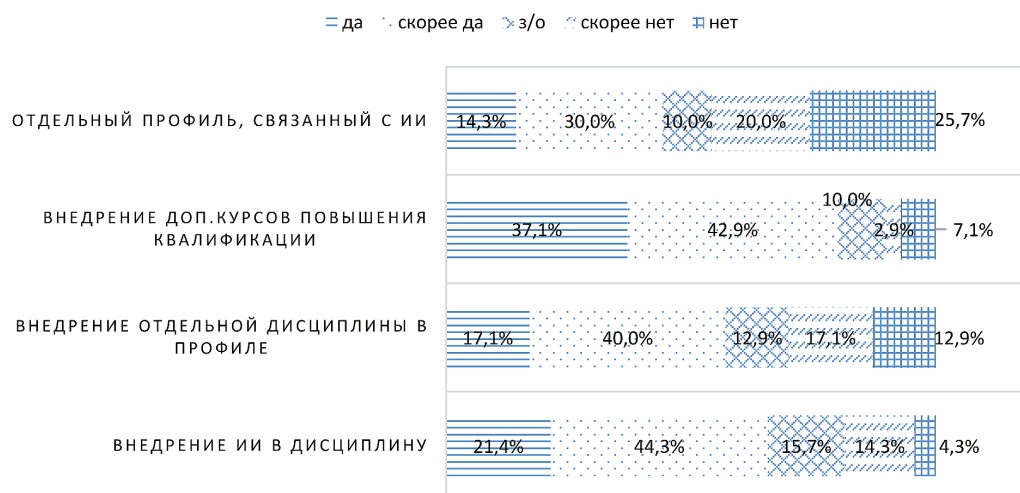 да скорее да з/о скорее нет нет
ОТДЕЛЬНЫЙ ПРОФИЛЬ, СВЯЗАННЫЙ С ИИ 14,3% 30,0% 10,0% 20,0% 25,7%
ВНЕДРЕНИЕ ДОП.КУРСОВ ПОВЫШЕНИЯ
КВАЛИФИКАЦИИ
37,1% 42,9% 10,0% 2,9% 7,1%
ВНЕДРЕНИЕ ОТДЕЛЬНОЙ ДИСЦИПЛИНЫ В
ПРОФИЛЕ
17,1% 40,0% 12,9% 17,1% 12,9%
ВНЕДРЕНИЕ ИИ В ДИСЦИПЛИНУ 21,4% 44,3% 15,7% 14,3% 4,3%